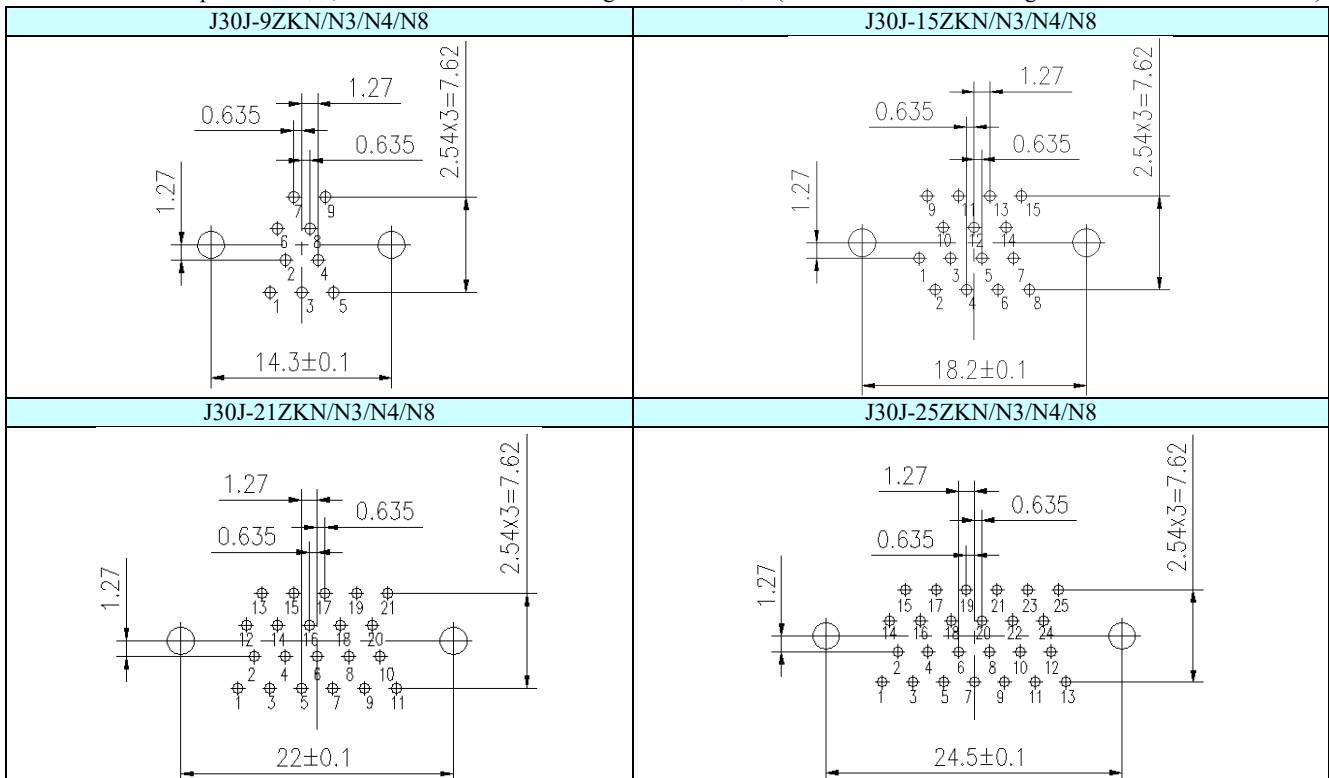 J30J-9ZKN/N3/N4/N8
1.27
0.635
0.635
2.54x3=7.62
1.27
7 9
6 8
2 4
1 3 5
14.3±0.1
J30J-15ZKN/N3/N4/N8
1.27
0.635
0.635
2.54x3=7.62
1.27
9 11 13 15
10 12 14
1 3 5 7
2 4 6 8
18.2±0.1
J30J-21ZKN/N3/N4/N8
1.27
0.635
0.635
2.54x3=7.62
1.27
13 15 17 19 21
12 14 16 18 20
2 4 6 8 10
1 3 5 7 9 11
22±0.1
J30J-25ZKN/N3/N4/N8
1.27
0.635
0.635
2.54x3=7.62
1.27
15 17 19 21 23 25
14 16 18 20 22 24
2 4 6 8 10 12
1 3 5 7 9 11 13
24.5±0.1